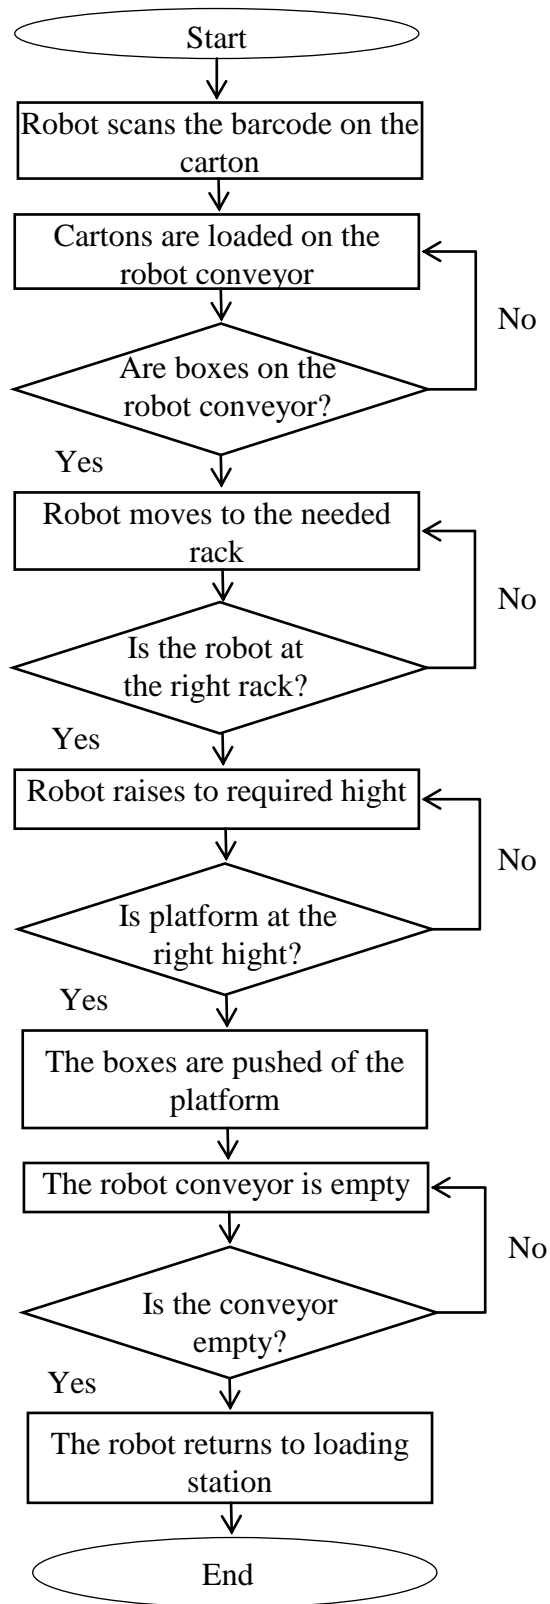 Start
Robot scans the barcode on the
carton
Cartons are loaded on the
robot conveyor
No
Are boxes on the
robot conveyor?
Yes
Robot moves to the needed
rack
No
Is the robot at
the right rack?
Yes
Robot raises to required hight
No
Is platform at the
right hight?
Yes
The boxes are pushed of the
platform
The robot conveyor is empty
No
Is the conveyor
empty?
Yes
The robot returns to loading
station
End